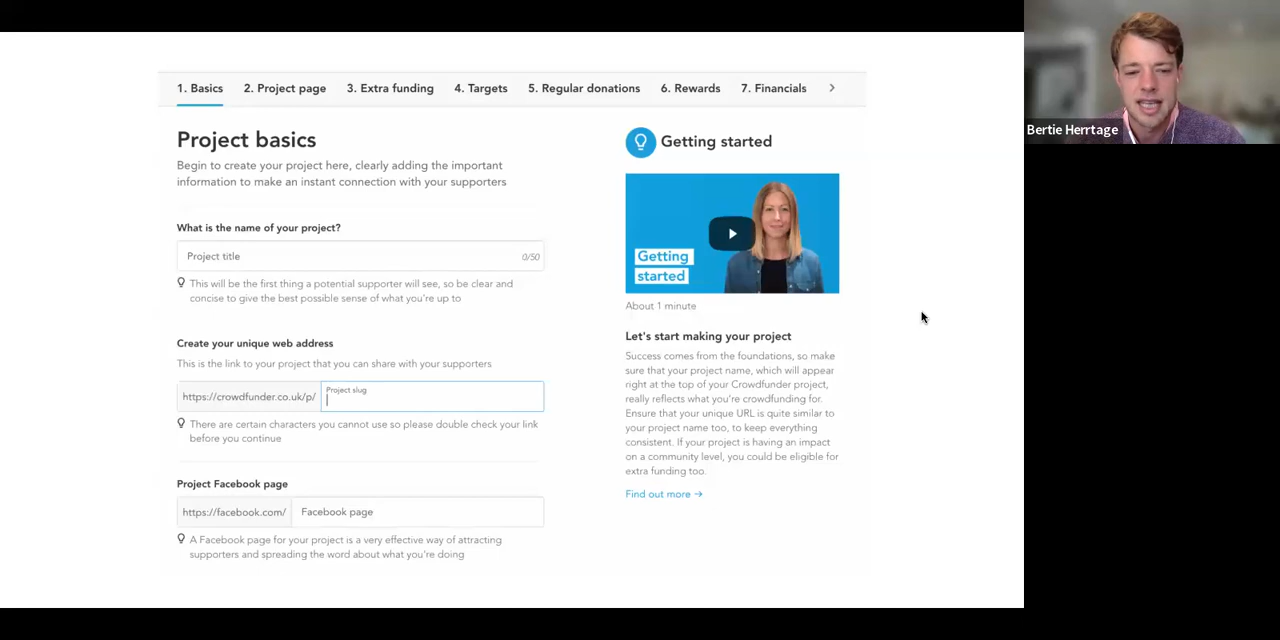 1. Basics 2. Project page 3. Extra funding 4. Targets 5. Regular donations 6. Rewards 7. Financials
Project basics
Begin to create your project here, clearly adding the important
information to make an instant connection with your supporters
What is the name of your project?
Project title 0/50
This will be the first thing a potential supporter will see, so be clear and
concise to give the best possible sense of what you're up to
Create your unique web address
This is the link to your project that you can share with your supporters
https://crowdfunder.co.uk/p/ Project slug
There are certain characters you cannot use so please double check your link
before you continue
Project Facebook page
https://facebook.com/ Facebook page
A Facebook page for your project is a very effective way of attracting
supporters and spreading the word about what you're doing
Getting started
Getting
started
About 1 minute
Let's start making your project
Success comes from the foundations, so make
sure that your project name, which will appear
right at the top of your Crowdfunder project,
really reflects what you're crowdfunding for.
Ensure that your unique URL is quite similar to
your project name too, to keep everything
consistent. If your project is having an impact
on a community level, you could be eligible for
extra funding too.
Find out more →
Bertie Herrtage